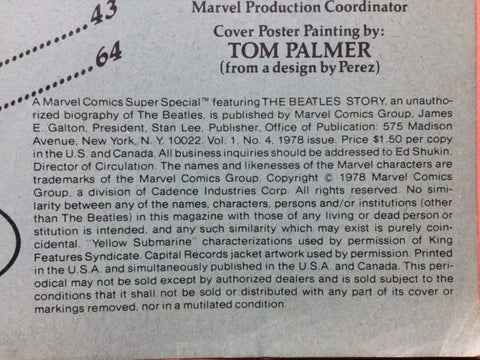 Marvel Production Coordinator
.....43
Cover Poster Painting by:
TOM PALMER
.....64
(from a design by Perez)
A Marvel Comics Super Special™ featuring THE BEATLES STORY, an unautho-
rized biography of The Beatles, is published by Marvel Comics Group, James
E. Galton, President, Stan Lee, Publisher, Office of Publication: 575 Madison
Avenue, New York, N.Y. 10022. Vol. 1, No. 4, 1978 issue. Price $1.50 per copy
in the U.S. and Canada. All business inquiries should be addressed to Ed Shukin,
Director of Circulation. The names and likenesses of the Marvel characters are
trademarks of the Marvel Comics Group. Copyright © 1978 Marvel Comics
Group, a division of Cadence Industries Corp. All rights reserved. No simi-
larity between any of the names, characters, persons and/or institutions (other
than The Beatles) in this magazine with those of any living or dead person or
stitution is intended, and any such similarity which may exist is purely coin-
cidental. "Yellow Submarine" characterizations used by permission of King
Features Syndicate. Capital Records jacket artwork used by permission. Printed
in the U.S.A. and simultaneously published in the U.S.A. and Canada. This peri-
odical may not be sold except by authorized dealers and is sold subject to the
conditions that it shall not be sold or distributed with any part of its cover or
markings removed, nor in a mutilated condition.